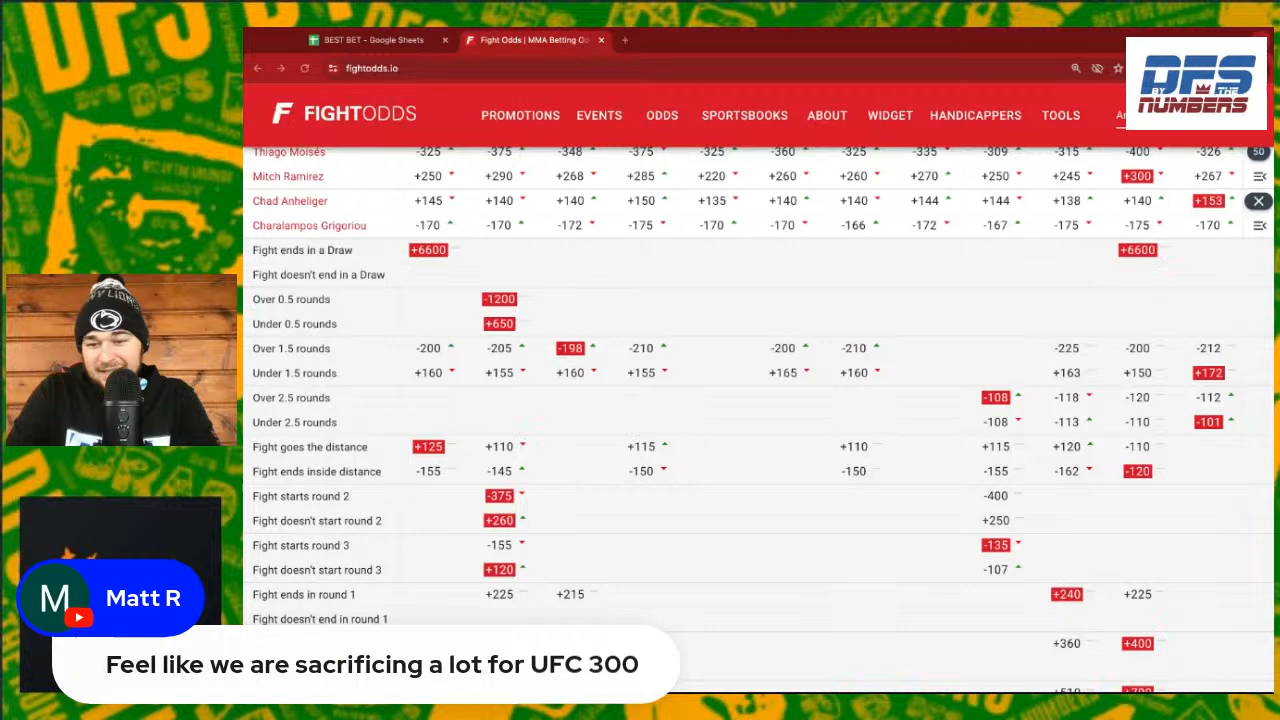 BEST BET - Google Sheets
Fight Odds | MMA Betting Od
fightodds.io
DFS
BY THE
NUMBERS
FIGHTODDS
PROMOTIONS EVENTS ODDS SPORTSBOOKS ABOUT WIDGET HANDICAPPERS TOOLS
Thiago Moisés -325 -375 -348 -375 -325 -360 -325 -335 -309 -315 -400 -326 50
Mitch Ramirez +250 +290 +268 +285 +220 +260 +260 +270 +250 +245 +300 +267
Chad Anheliger +145 +140 +140 +150 +135 +140 +140 +144 +144 +138 +140 +153
Charalampos Grigoriou -170 -170 -172 -175 -170 -170 -166 -172 -167 -175 -175 -170
Fight ends in a Draw +6600 +6600
Fight doesn't end in a Draw
Over 0.5 rounds -1200
Under 0.5 rounds +650
Over 1.5 rounds -200 -205 -198 -210 -200 -210 -225 -200 -212
Under 1.5 rounds +160 +155 +160 +155 +165 +160 +163 +150 +172
Over 2.5 rounds -108 -118 -120 -112
Under 2.5 rounds -108 -113 -110 -101
Fight goes the distance +125 +110 +115 +110 +115 +120 -110
Fight ends inside distance -155 -145 -150 -150 -155 -162 -120
Fight starts round 2 -375 -400
Fight doesn't start round 2 +260 +250
Fight starts round 3 -155 -135
Fight doesn't start round 3 +120 -107
Fight ends in round 1 +225 +215 +240 +225
Fight doesn't end in round 1
+360 +400
M
Matt R
Feel like we are sacrificing a lot for UFC 300